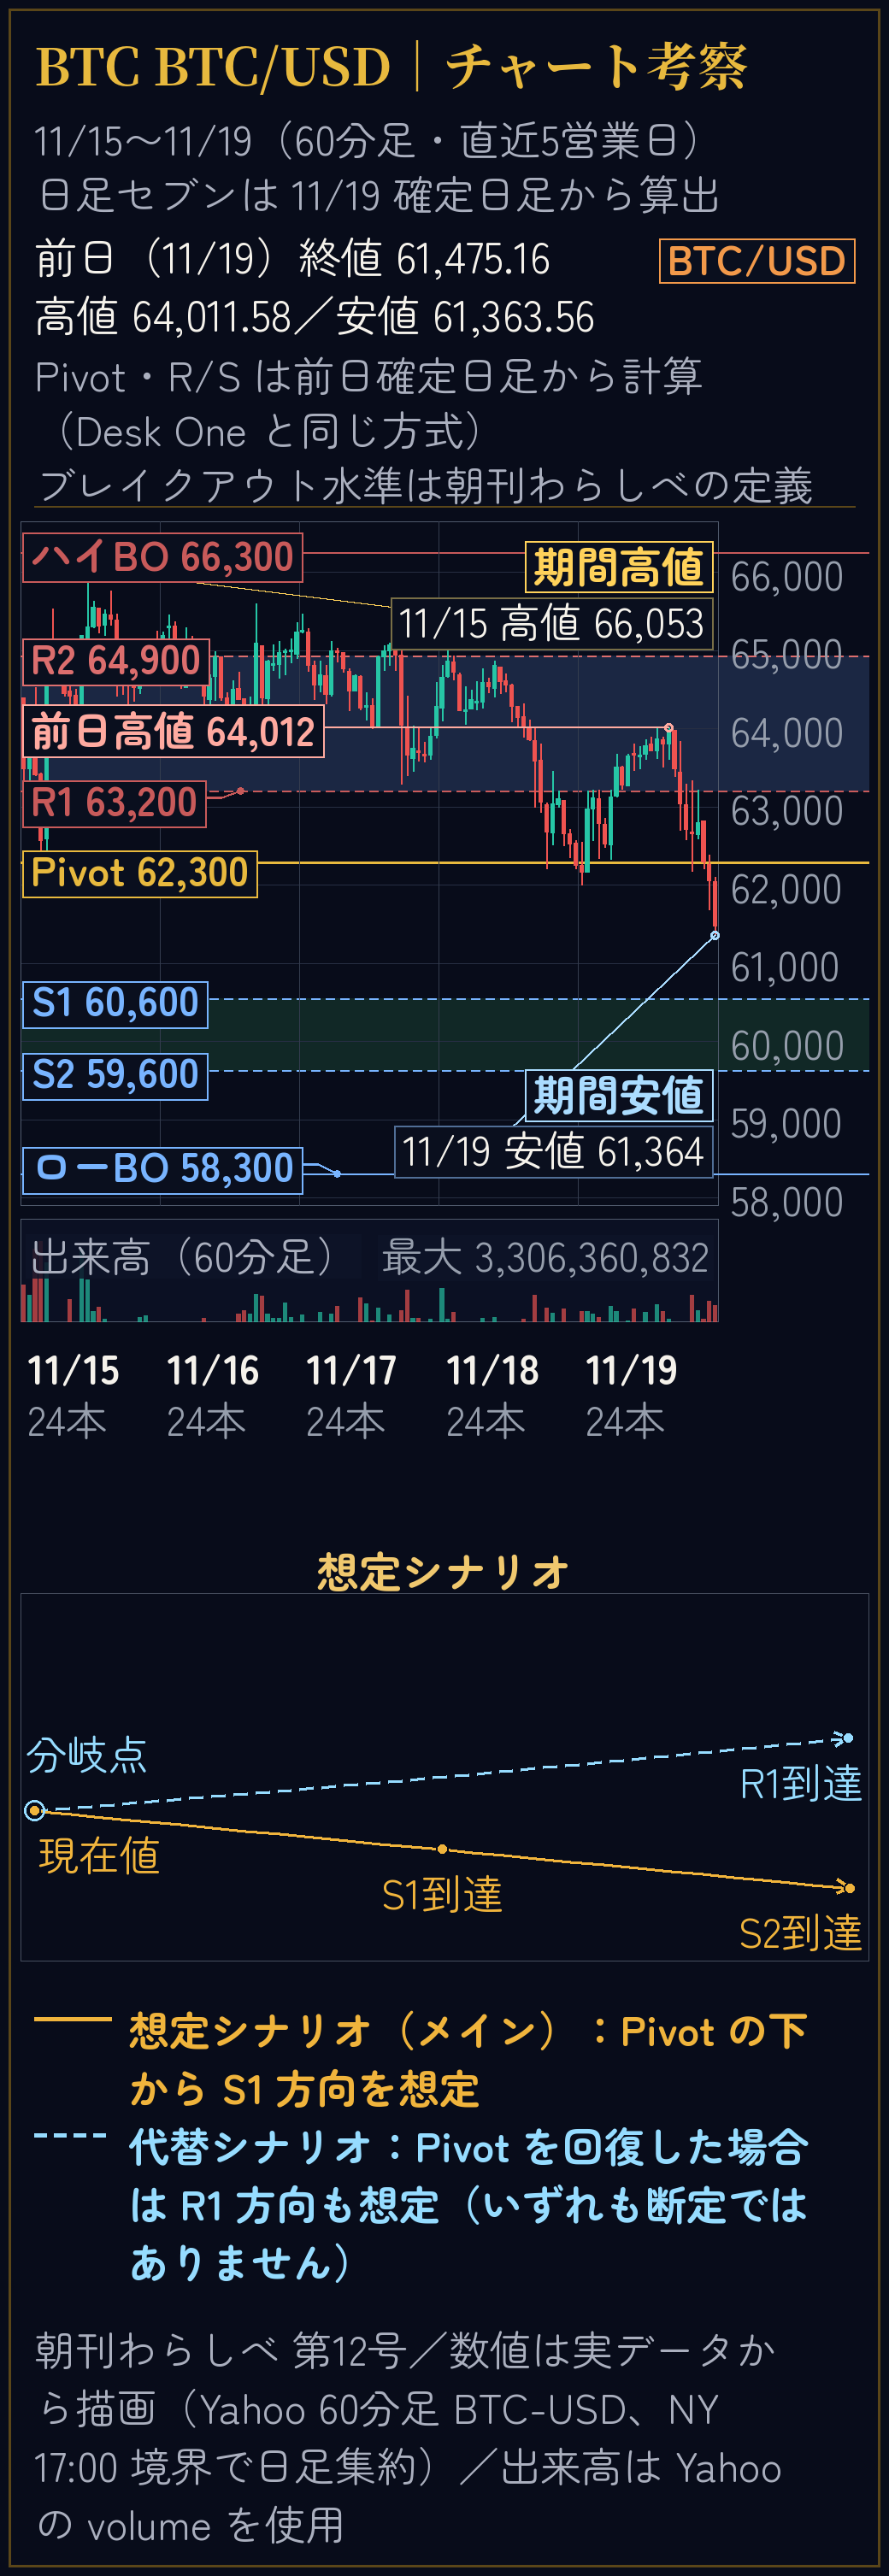 BTC BTC/USD｜チャート考察
11/15〜11/19（60分足・直近5営業日）
日足セブンは 11/19 確定日足から算出
前日（11/19）終値 61,475.16
BTC/USD
高値 64,011.58／安値 61,363.56
Pivot・R/S は前日確定日足から計算
（Desk One と同じ方式）
ブレイクアウト水準は朝刊わらしべの定義
ハイBO 66,300
期間高値
66,000
11/15 高値 66,053
R2 64,900
65,000
前日高値 64,012
64,000
R1 63,200
63,000
Pivot 62,300
62,000
61,000
S1 60,600
60,000
S2 59,600
期間安値
59,000
11/19 安値 61,364
ローBO 58,300
58,000
出来高（60分足） 最大 3,306,360,832
11/15 11/16 11/17 11/18 11/19
24本 24本 24本 24本 24本
想定シナリオ
分岐点
R1到達
現在値
S1到達
S2到達
想定シナリオ（メイン）：Pivot の下
から S1 方向を想定
代替シナリオ：Pivot を回復した場合
は R1 方向も想定（いずれも断定では
ありません）
朝刊わらしべ 第12号／数値は実データか
ら描画（Yahoo 60分足 BTC-USD、NY
17:00 境界で日足集約）／出来高は Yahoo
の volume を使用